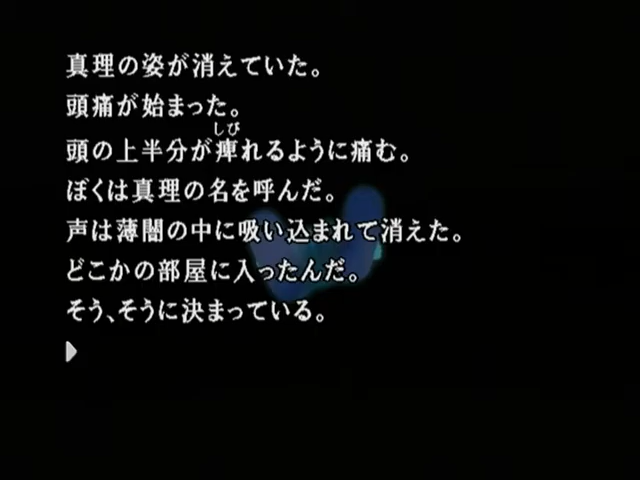 真理の姿が消えていた。
頭痛が始まった。
しび
頭の上半分が痺れるように痛む。
ぼくは真理の名を呼んだ。
声は薄闇の中に吸い込まれて消えた。
どこかの部屋に入ったんだ。
そう、そうに決まっている。